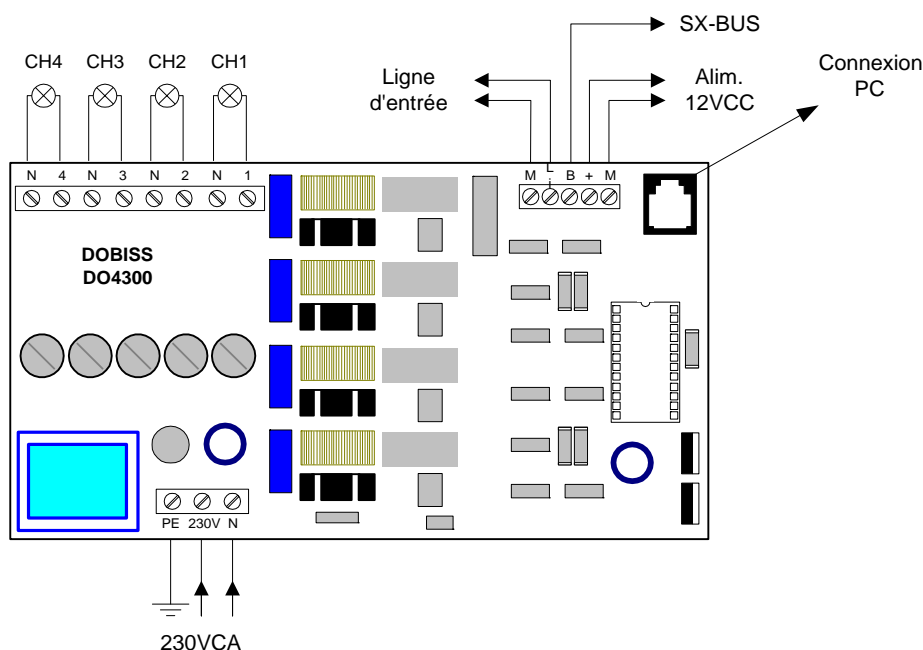 SX-BUS
CH4 CH3 CH2 CH1
Ligne
d'entrée
Alim.
12VCC
Connexion
PC
N 4 N 3 N 2 N 1
M Li B + M
DOBISS
DO4300
PE 230V N
230VCA